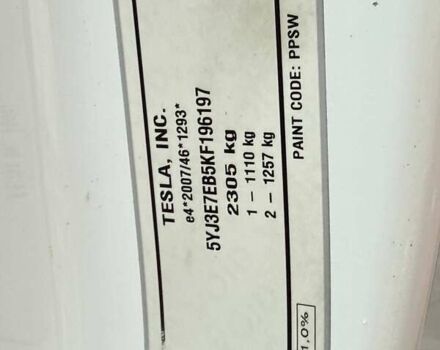 TESLA, INC.
e4*2007/46*1293*
5YJ3E7EB5KF196197
2305 kg
1 - 1110 kg
2 - 1257 kg
PAINT CODE: PPSW
1,0%